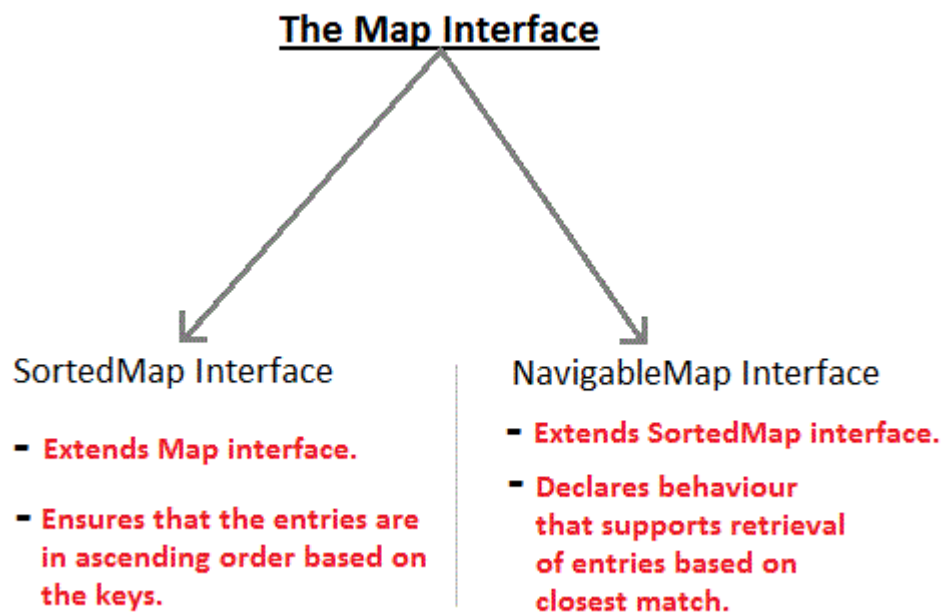 The Map Interface
SortedMap Interface
- Extends Map interface.
- Ensures that the entries are
in ascending order based on
the keys.
NavigableMap Interface
- Extends SortedMap interface.
- Declares behaviour
that supports retrieval
of entries based on
closest match.